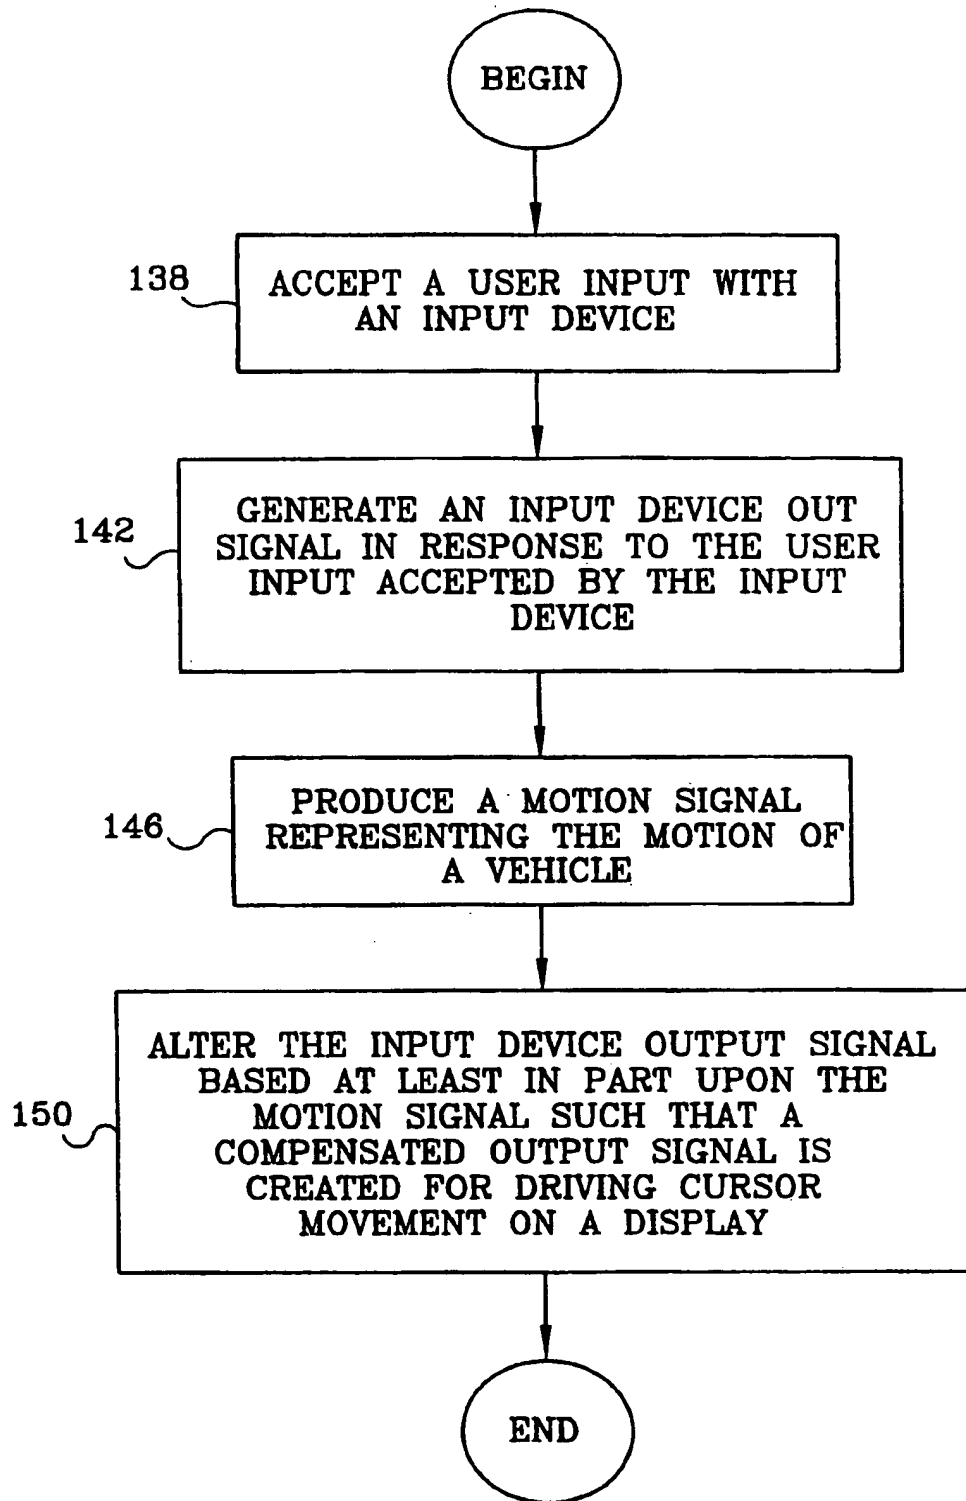 BEGIN
138
ACCEPT A USER INPUT WITH
AN INPUT DEVICE
142
GENERATE AN INPUT DEVICE OUT
SIGNAL IN RESPONSE TO THE USER
INPUT ACCEPTED BY THE INPUT
DEVICE
146
PRODUCE A MOTION SIGNAL
REPRESENTING THE MOTION OF
A VEHICLE
150
ALTER THE INPUT DEVICE OUTPUT SIGNAL
BASED AT LEAST IN PART UPON THE
MOTION SIGNAL SUCH THAT A
COMPENSATED OUTPUT SIGNAL IS
CREATED FOR DRIVING CURSOR
MOVEMENT ON A DISPLAY
END